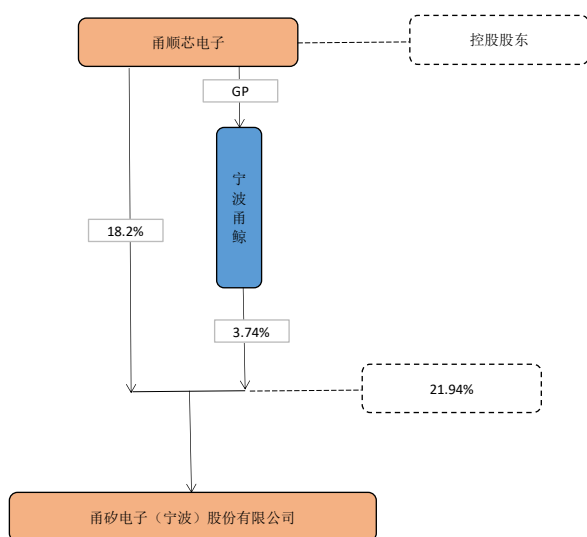 甬顺芯电子
控股股东
GP
宁波甬鲸
18.2%
3.74%
21.94%
甬矽电子（宁波）股份有限公司